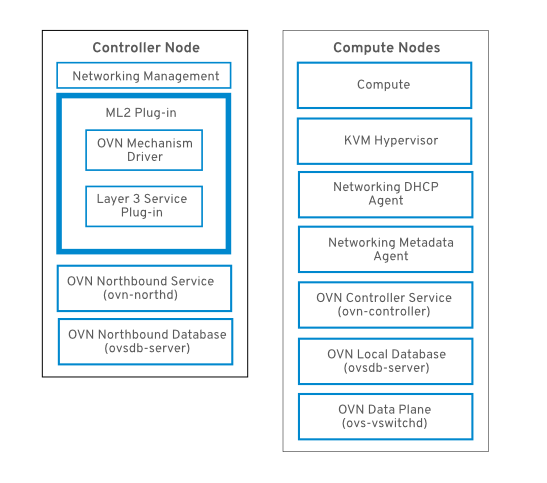 Controller Node
Networking Management
ML2 Plug-in
OVN Mechanism
Driver
Layer 3 Service
Plug-in
OVN Northbound Service
(ovn-northd)
OVN Northbound Database
(ovsdb-server)
Compute Nodes
Compute
KVM Hypervisor
Networking DHCP
Agent
Networking Metadata
Agent
OVN Controller Service
(ovn-controller)
OVN Local Database
(ovsdb-server)
OVN Data Plane
(ovs-vswitchd)